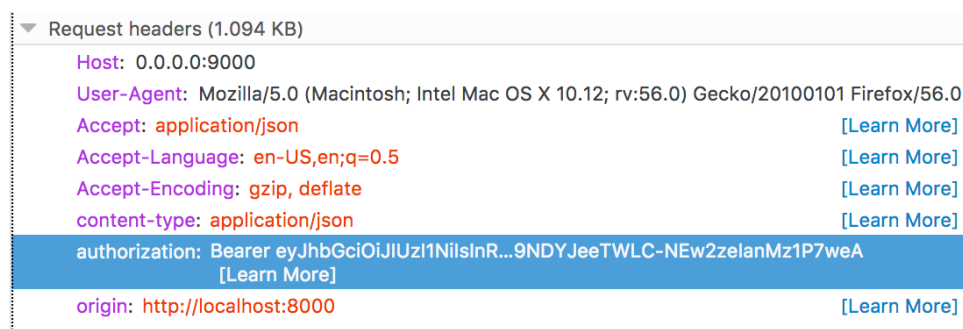 Request headers (1.094 KB)
Host: 0.0.0.0:9000
User-Agent: Mozilla/5.0 (Macintosh; Intel Mac OS X 10.12; rv:56.0) Gecko/20100101 Firefox/56.0
Accept: application/json [Learn More]
Accept-Language: en-US,en;q=0.5 [Learn More]
Accept-Encoding: gzip, deflate [Learn More]
content-type: application/json [Learn More]
authorization: Bearer eyJhbGciOiJIUzI1NiIsInR...9NDYJeeTWLC-NEw2zelanMz1P7weA
[Learn More]
origin: http://localhost:8000 [Learn More]